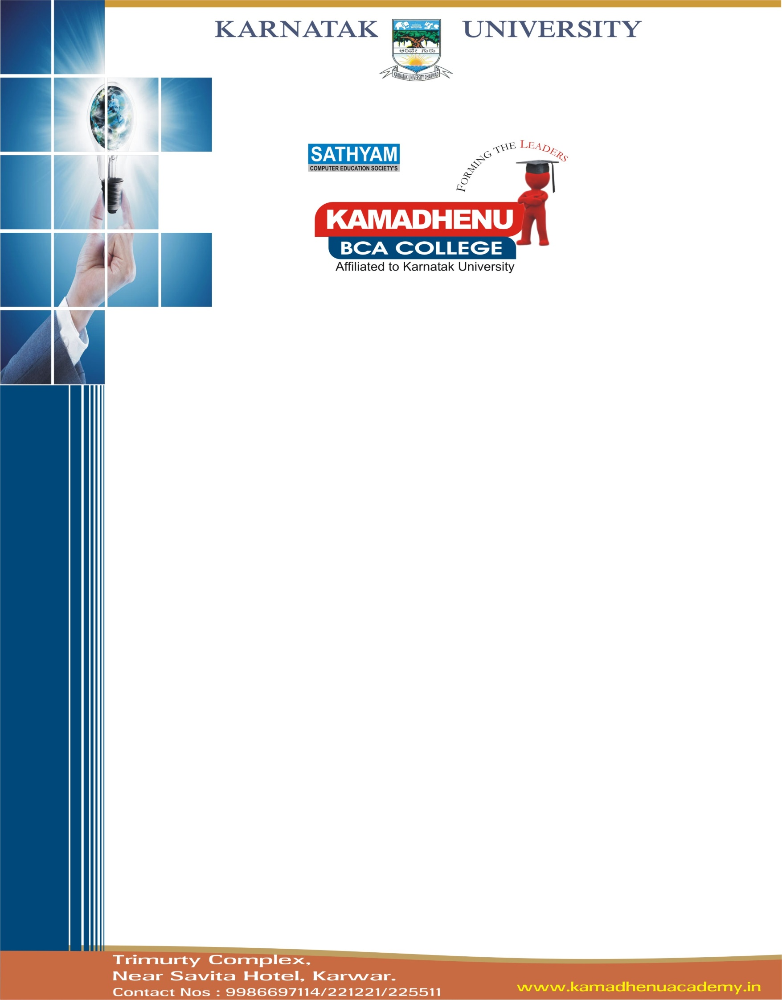 KARNATAK UNIVERSITY
ಅರಿವೇ ಗುರು
KARNATAK UNIVERSITY DHARWAD
SATHYAM
COMPUTER EDUCATION SOCIETY'S
FORMING THE LEADERS
KAMADHENU
BCA COLLEGE
Affiliated to Karnatak University
Trimurty Complex,
Near Savita Hotel, Karwar.
Contact Nos : 9986697114/221221/225511
www.kamadhenuacademy.in